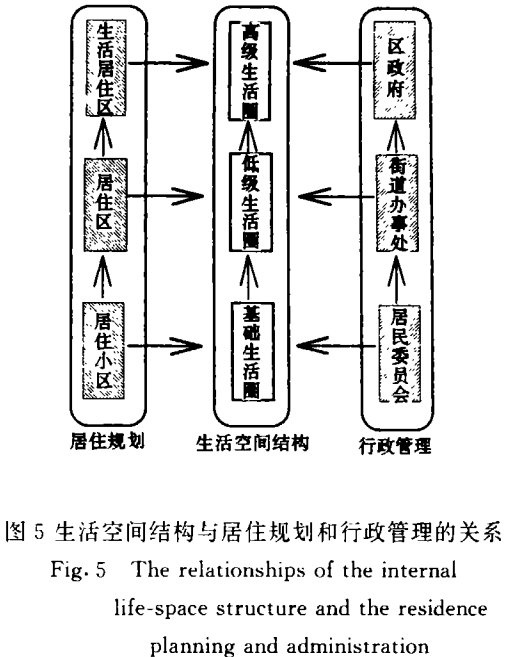 生活居住区
居住区
居住小区
居住规划
高级生活圈
低级生活圈
基础生活圈
生活空间结构
区政府
街道办事处
居民委员会
行政管理
图 5 生活空间结构与居住规划和行政管理的关系
Fig. 5 The relationships of the internal
life-space structure and the residence
planning and administration